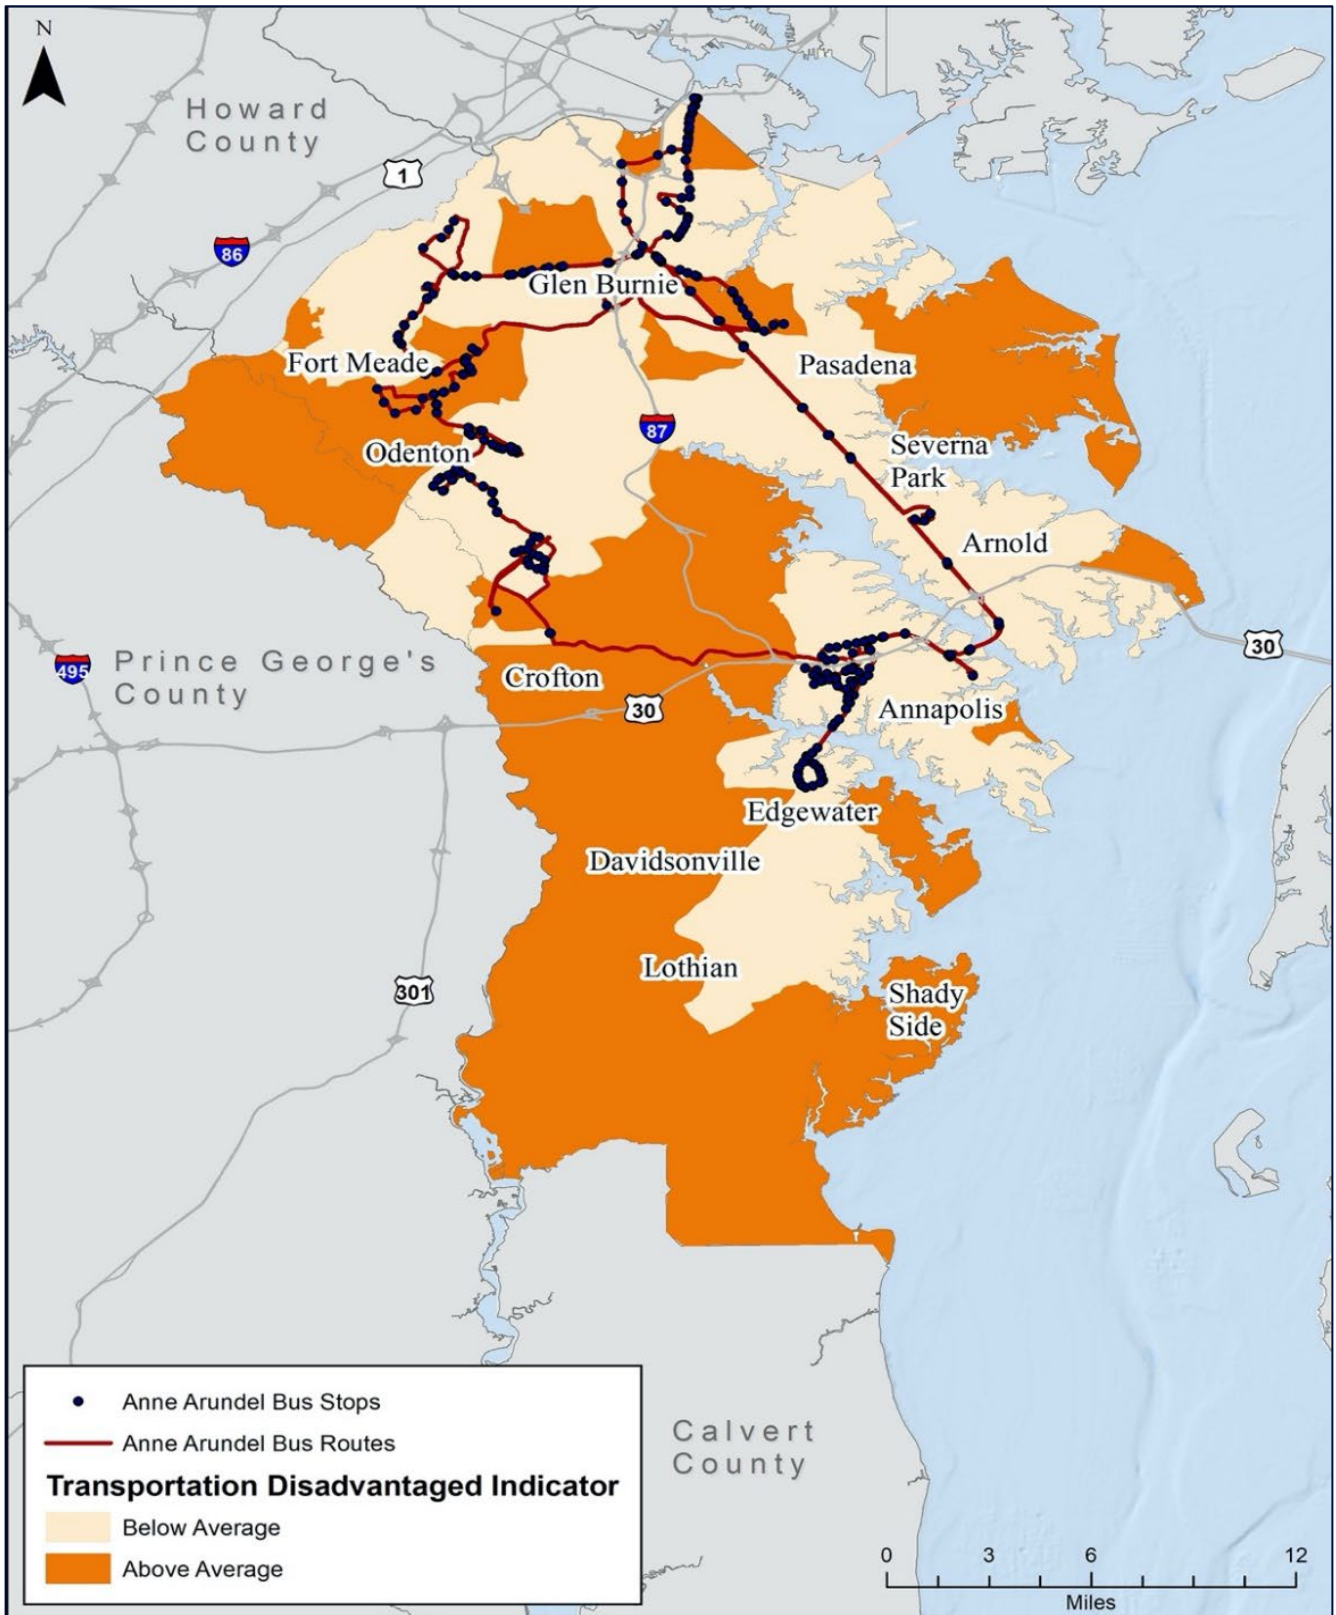 N
Howard
County
1
86
Glen Burnie
Fort Meade
Pasadena
87
Odenton
Severna
Park
Arnold
30
Prince George's
County
495
Crofton
30
Annapolis
Edgewater
Davidsonville
Lothian
301
Shady
Side
Anne Arundel Bus Stops
Anne Arundel Bus Routes
Transportation Disadvantaged Indicator
Below Average
Above Average
Calvert
County
0 3 6 12
Miles